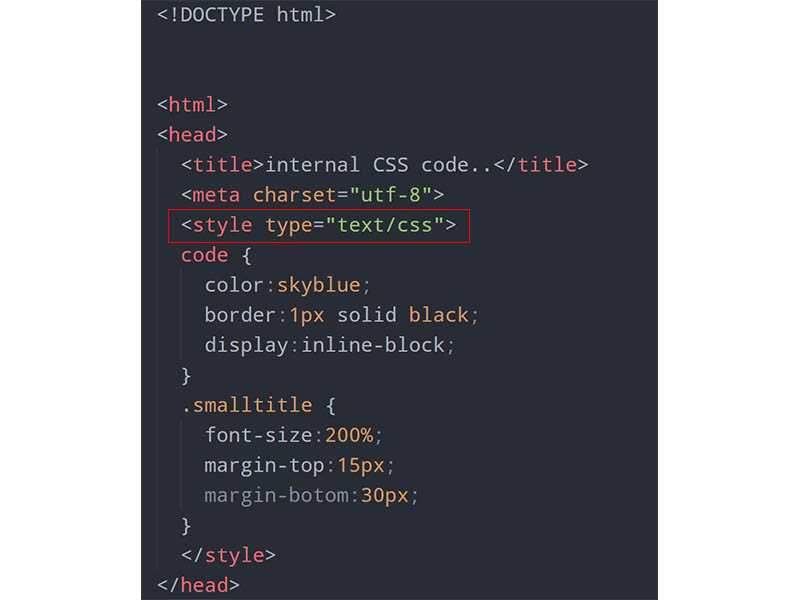 <!DOCTYPE html>
<html>
<head>
<title>internal CSS code..</title>
<meta charset="utf-8">
<style type="text/css">
code {
color:skyblue;
border:1px solid black;
display:inline-block;
}
.smalltitle {
font-size:200%;
margin-top:15px;
margin-botom:30px;
}
</style>
</head>